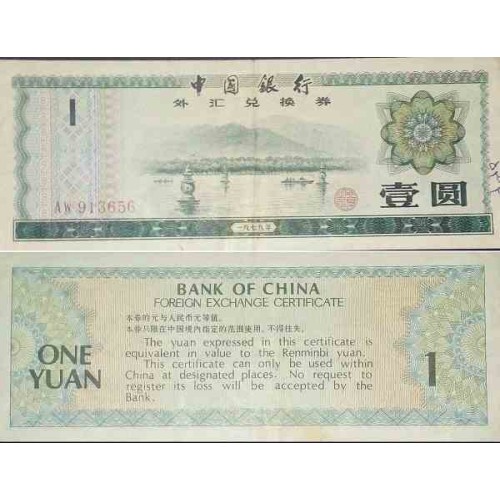 1
中国银行
外汇兑换券
AW 913656
壹圆
一九七九年
BANK OF CHINA
FOREIGN EXCHANGE CERTIFICATE
本券的元与人民币元等值。
本券只限在中国境内指定的范围使用，不得挂失。
ONE
YUAN
The yuan expressed in this certificate is
equivalent in value to the Renminbi yuan.
This certificate can only be used within
China at designated places. No request to
register its loss will be accepted by the
Bank.
1